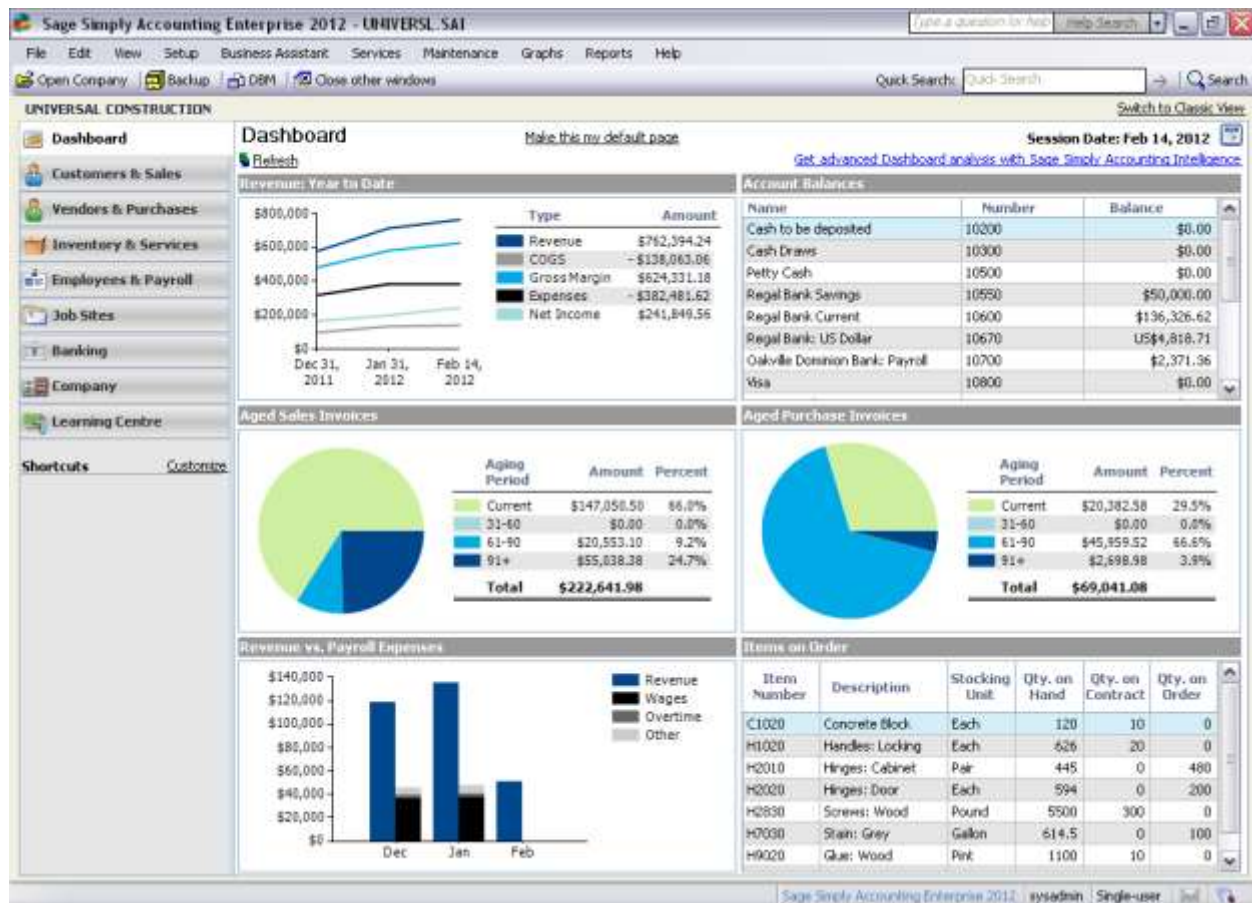 Sage Simply Accounting Enterprise 2012 - UNIVERSL.SAI
Type a question for help Help Search
File Edit View Setup Business Assistant Services Maintenance Graphs Reports Help
Open Company Backup DBM Close other windows Quick Search: Quick Search Search
UNIVERSAL CONSTRUCTION Switch to Classic View
Dashboard
Customers & Sales
Vendors & Purchases
Inventory & Services
Employees & Payroll
Job Sites
Banking
Company
Learning Centre
Shortcuts Customize
Dashboard Make this my default page Session Date: Feb 14, 2012
Refresh Get advanced Dashboard analysis with Sage Simply Accounting Intelligence
Revenue: Year to Date
$800,000
$600,000
$400,000
$200,000
$0
Dec 31, 2011
Jan 31, 2012
Feb 14, 2012
Type Amount
Revenue $762,394.24
COGS - $138,063.06
Gross Margin $624,331.18
Expenses - $382,481.62
Net Income $241,849.56
Account Balances
Name Number Balance
Cash to be deposited 10200 $0.00
Cash Draws 10300 $0.00
Petty Cash 10500 $0.00
Regal Bank Savings 10550 $50,000.00
Regal Bank Current 10600 $136,326.62
Regal Bank: US Dollar 10670 US$4,818.71
Oakville Dominion Bank: Payroll 10700 $2,371.36
Visa 10800 $0.00
Aged Sales Invoices
Aging Period Amount Percent
Current $147,050.50 66.0%
31-60 $0.00 0.0%
61-90 $20,553.10 9.2%
91+ $55,038.38 24.7%
Total $222,641.98
Aged Purchase Invoices
Aging Period Amount Percent
Current $20,382.58 29.5%
31-60 $0.00 0.0%
61-90 $45,959.52 66.6%
91+ $2,698.98 3.9%
Total $69,041.08
Revenue vs. Payroll Expenses
$140,000
$120,000
$100,000
$80,000
$60,000
$40,000
$20,000
$0
Dec Jan Feb
Revenue
Wages
Overtime
Other
Items on Order
Item Number Description Stocking Unit Qty. on Hand Qty. on Contract Qty. on Order
C1020 Concrete Block Each 120 10 0
H1020 Handles: Locking Each 626 20 0
H2010 Hinges: Cabinet Pair 445 0 480
H2020 Hinges: Door Each 594 0 200
H2830 Screws: Wood Pound 5500 300 0
H7030 Stain: Grey Gallon 614.5 0 100
H9020 Glue: Wood Pint 1100 10 0
Sage Simply Accounting Enterprise 2012 sysadmin Single-user